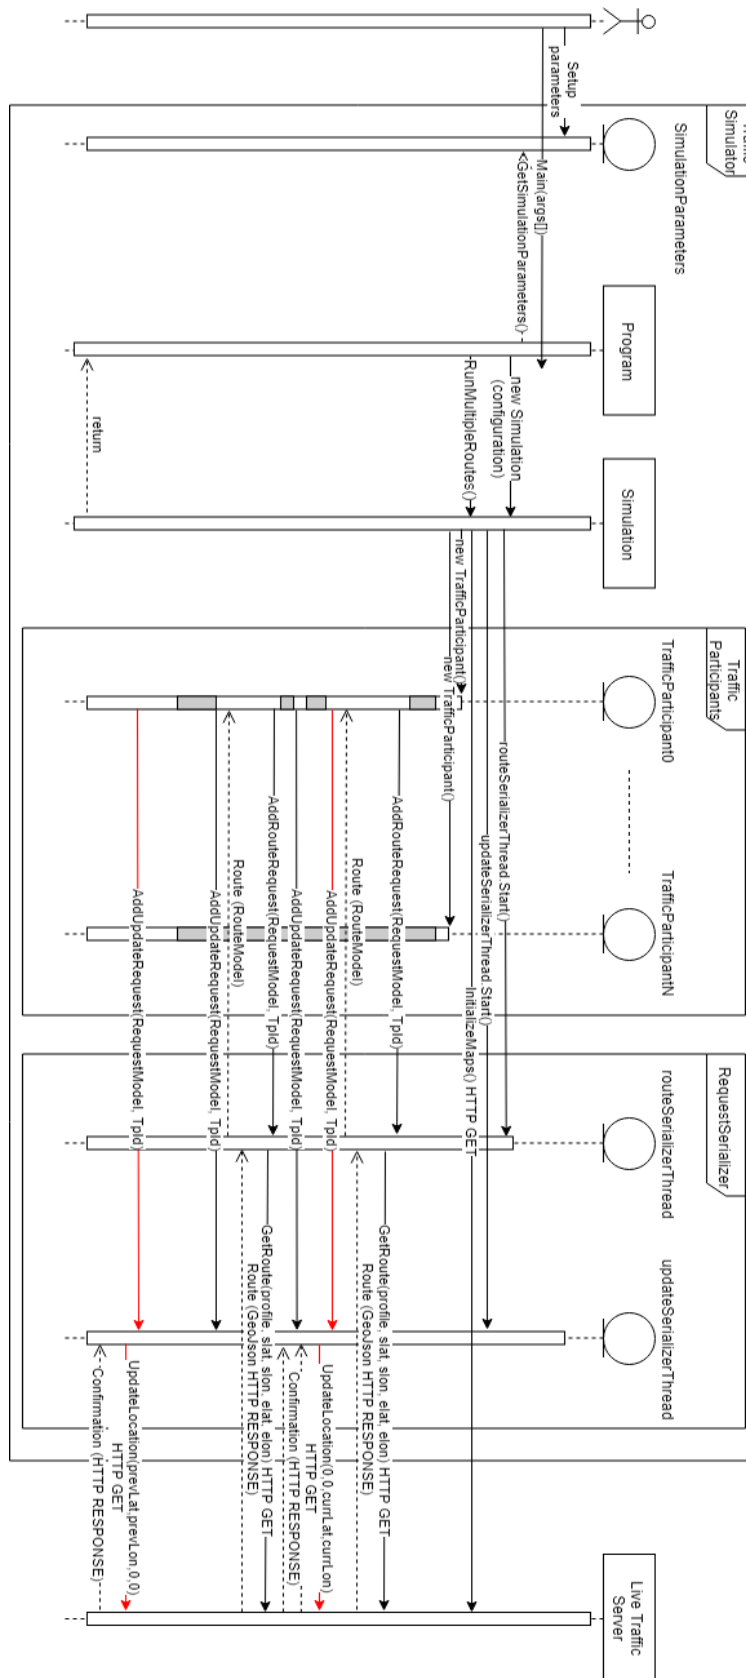 Simulator
SimulationParameters
Program
Simulation
Traffic
Participants
TrafficParticipant0
TrafficParticipantN
RequestSerializer
routeSerializerThread
updateSerializerThread
Live Traffic
Server
Setup
parameters
Main(args[])
GetSimulationParameters()
new Simulation
(configuration)
RunMultipleRoutes()
routeSerializerThread.Start()
updateSerializerThread.Start()
InitializeMaps() HTTP GET
new TrafficParticipant()
new TrafficParticipant()
AddRouteRequest(RequestModel, TpId)
GetRoute(profile, slat, slon, elat, elon) HTTP GET
Route (GeoJson HTTP RESPONSE)
Route (RouteModel)
AddUpdateRequest(RequestModel, TpId)
UpdateLocation(0,0,currLat,currLon)
HTTP GET
Confirmation (HTTP RESPONSE)
AddUpdateRequest(RequestModel, TpId)
AddRouteRequest(RequestModel, TpId)
GetRoute(profile, slat, slon, elat, elon) HTTP GET
Route (GeoJson HTTP RESPONSE)
Route (RouteModel)
AddUpdateRequest(RequestModel, TpId)
AddUpdateRequest(RequestModel, TpId)
UpdateLocation(prevLat,prevLon,0,0)
HTTP GET
Confirmation (HTTP RESPONSE)
return